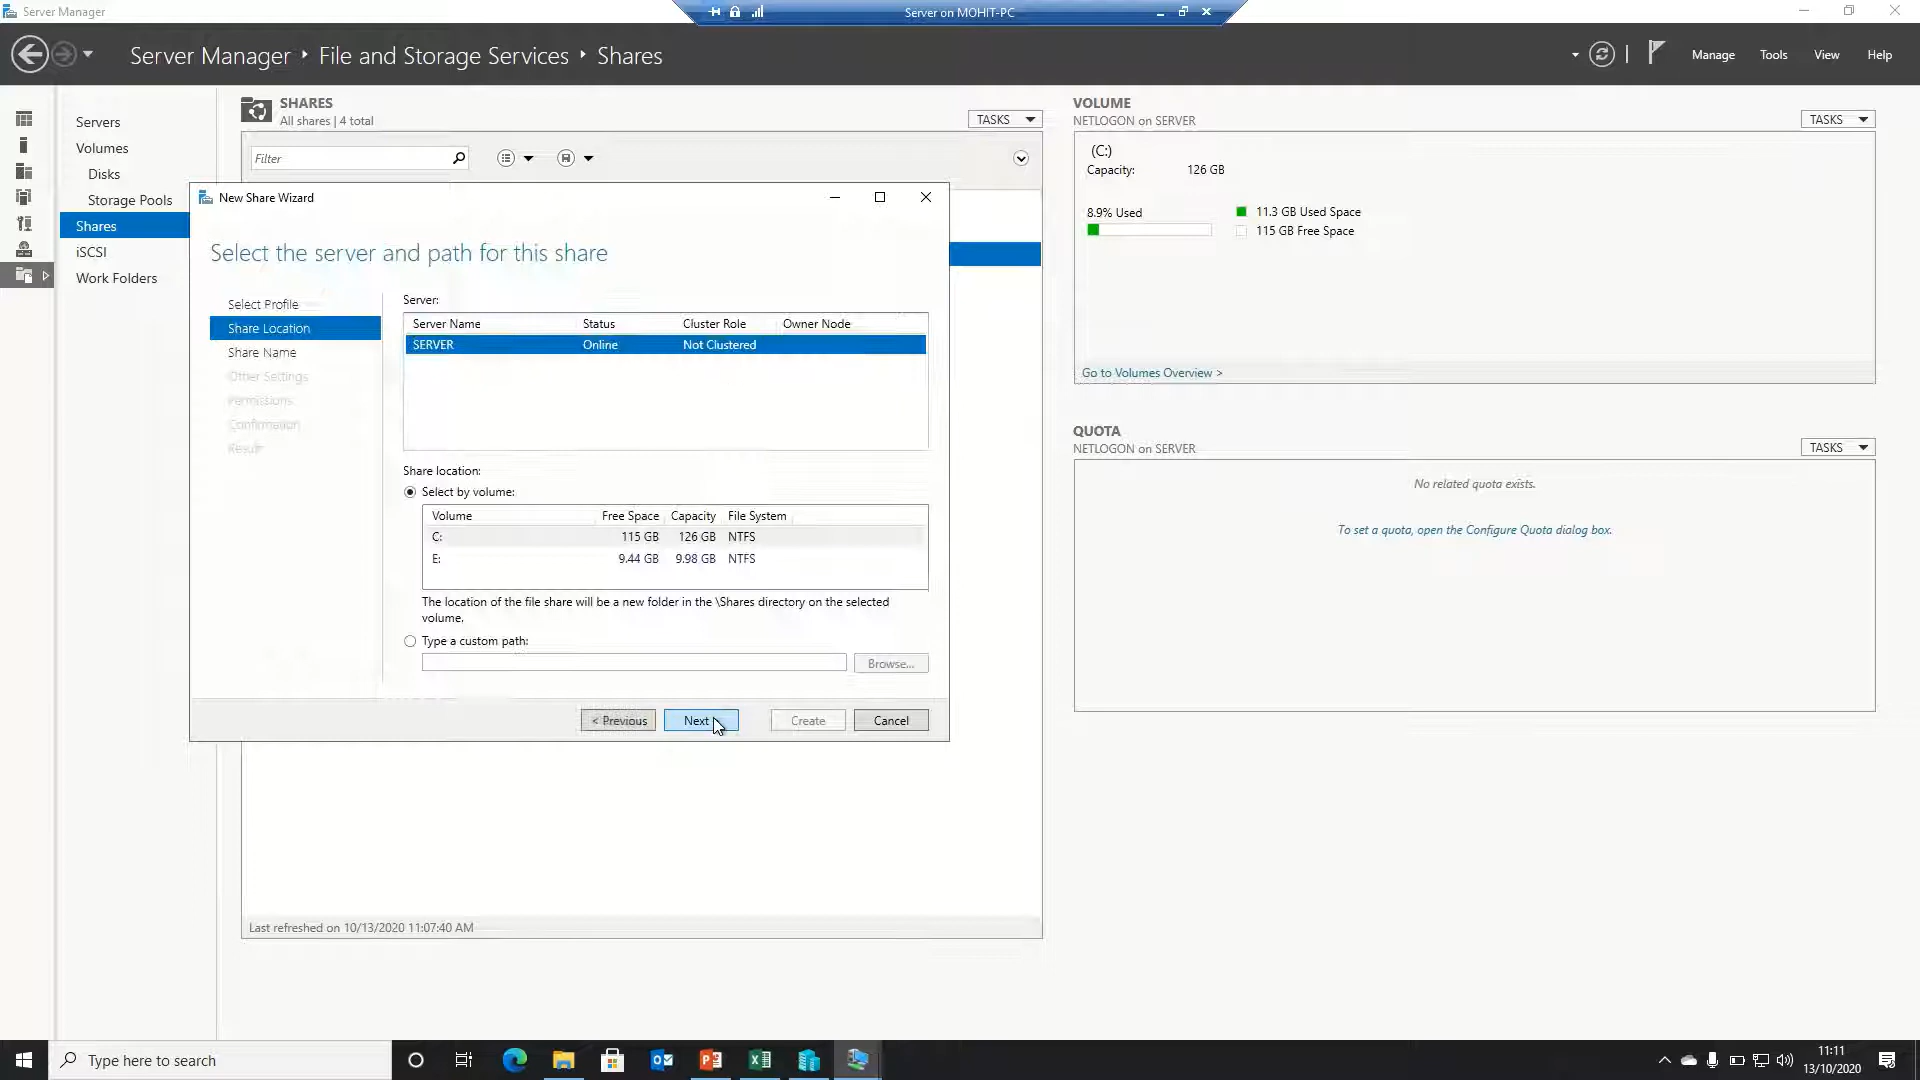 Server Manager
Server on MOHIT-PC
Server Manager ‣ File and Storage Services ‣ Shares
Manage
Tools
View
Help
Servers
Volumes
Disks
Storage Pools
Shares
iSCSI
Work Folders
SHARES
All shares | 4 total
TASKS
Filter
New Share Wizard
Select the server and path for this share
Select Profile
Share Location
Share Name
Other Settings
Permissions
Confirmation
Results
Server:
Server Name Status Cluster Role Owner Node
SERVER Online Not Clustered
Share location:
Select by volume:
Volume Free Space Capacity File System
C: 115 GB 126 GB NTFS
E: 9.44 GB 9.98 GB NTFS
The location of the file share will be a new folder in the \Shares directory on the selected
volume.
Type a custom path:
Browse...
< Previous
Next
Create
Cancel
Last refreshed on 10/13/2020 11:07:40 AM
VOLUME
NETLOGON on SERVER
TASKS
(C:)
Capacity: 126 GB
8.9% Used
11.3 GB Used Space
115 GB Free Space
Go to Volumes Overview >
QUOTA
NETLOGON on SERVER
TASKS
No related quota exists.
To set a quota, open the Configure Quota dialog box.
Type here to search
11:11
13/10/2020